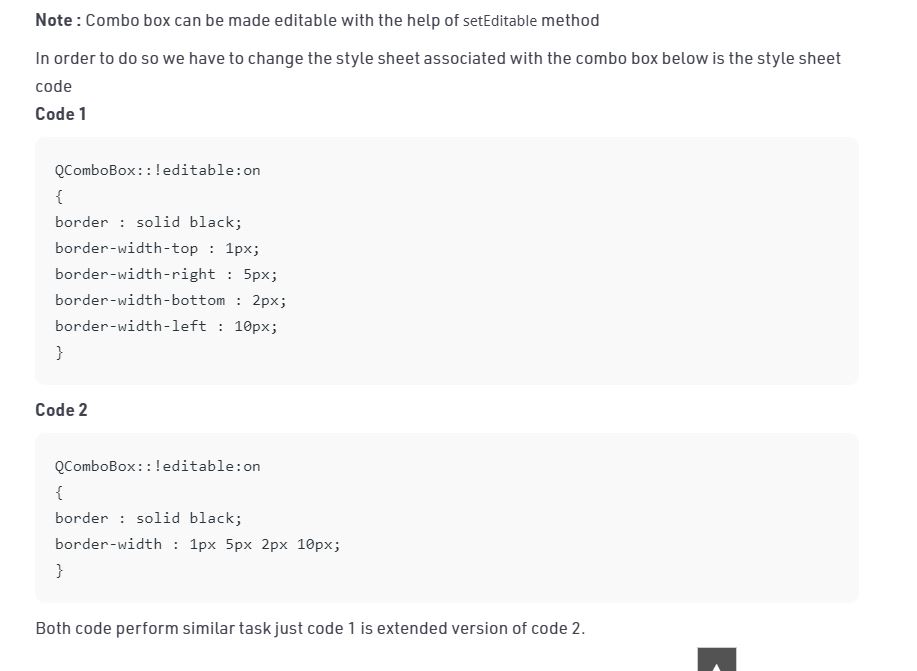 Note : Combo box can be made editable with the help of setEditable method
In order to do so we have to change the style sheet associated with the combo box below is the style sheet
code
Code 1
QComboBox::!editable:on
{
border : solid black;
border-width-top : 1px;
border-width-right : 5px;
border-width-bottom : 2px;
border-width-left : 10px;
}
Code 2
QComboBox::!editable:on
{
border : solid black;
border-width : 1px 5px 2px 10px;
}
Both code perform similar task just code 1 is extended version of code 2.